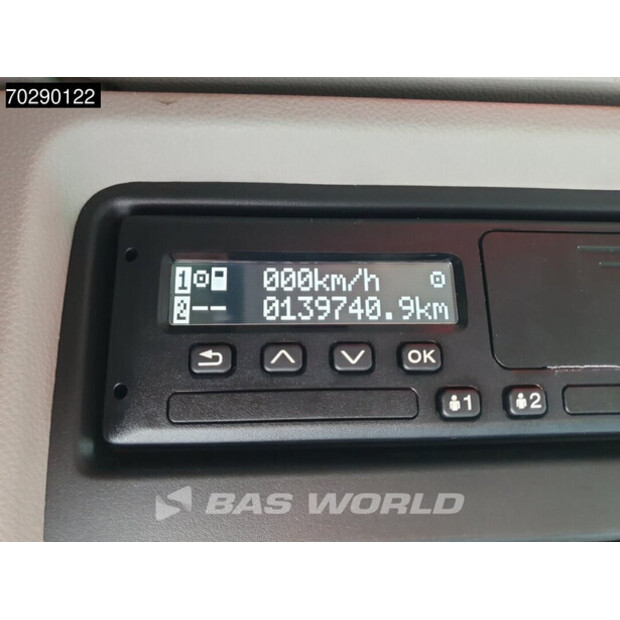 70290122
1 000km/h
2-- 0139740.9km
OK
1 2
BAS WORLD